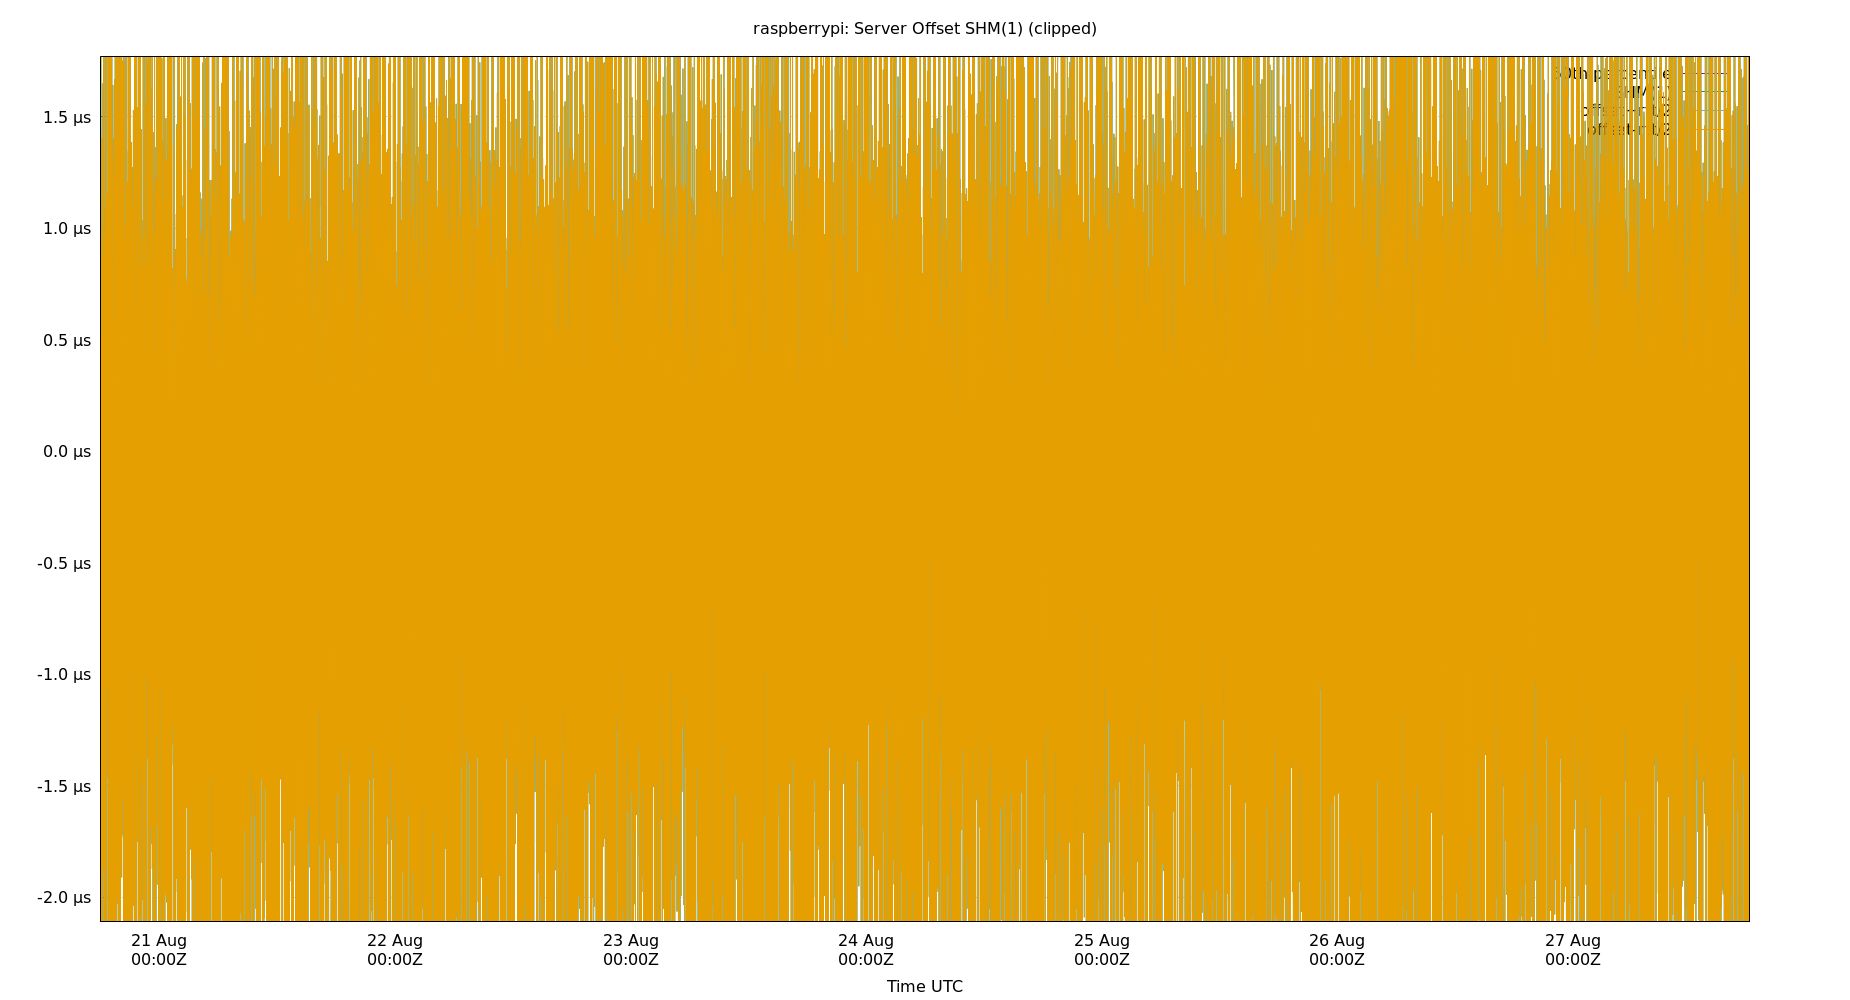 raspberrypi: Server Offset SHM(1) (clipped)
1.5 µs
1.0 µs
0.5 µs
0.0 µs
-0.5 µs
-1.0 µs
-1.5 µs
-2.0 µs
21 Aug 22 Aug 23 Aug 24 Aug 25 Aug 26 Aug 27 Aug
00:00Z 00:00Z 00:00Z 00:00Z 00:00Z 00:00Z 00:00Z
Time UTC